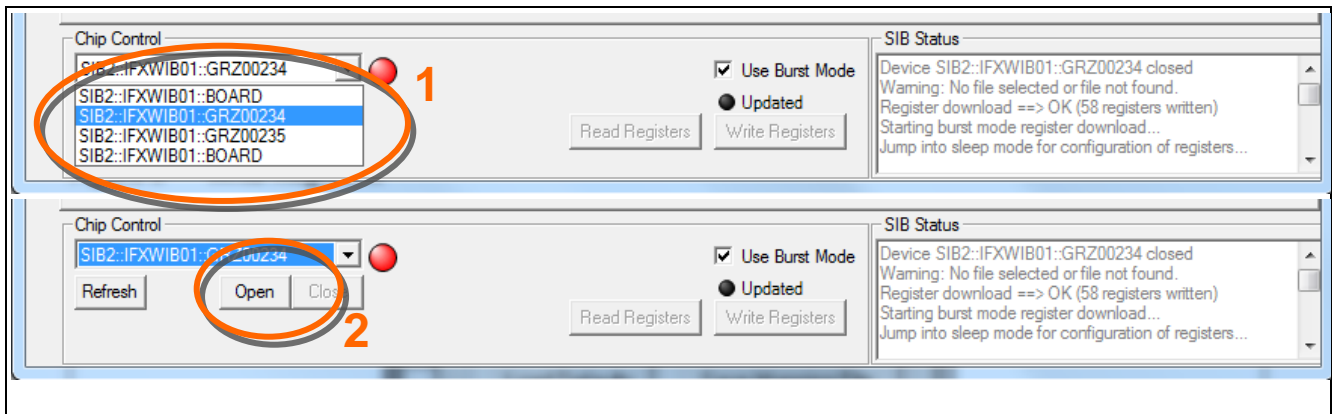 Chip Control
SIB2::IFXWIB01::GRZ00234
SIB2::IFXWIB01::BOARD
SIB2::IFXWIB01::GRZ00234
SIB2::IFXWIB01::GRZ00235
SIB2::IFXWIB01::BOARD
1
Use Burst Mode
Updated
Read Registers
Write Registers
SIB Status
Device SIB2::IFXWIB01::GRZ00234 closed
Warning: No file selected or file not found.
Register download ==> OK (58 registers written)
Starting burst mode register download...
Jump into sleep mode for configuration of registers...
Chip Control
SIB2::IFXWIB01::GRZ00234
Refresh
Open
Close
2
Use Burst Mode
Updated
Read Registers
Write Registers
SIB Status
Device SIB2::IFXWIB01::GRZ00234 closed
Warning: No file selected or file not found.
Register download ==> OK (58 registers written)
Starting burst mode register download...
Jump into sleep mode for configuration of registers...